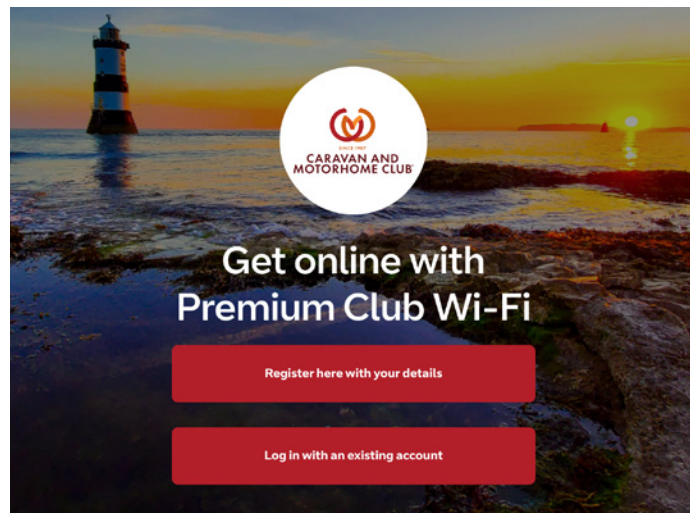 SINCE 1907
CARAVAN AND
MOTORHOME CLUB
Get online with
Premium Club Wi-Fi
Register here with your details
Log in with an existing account